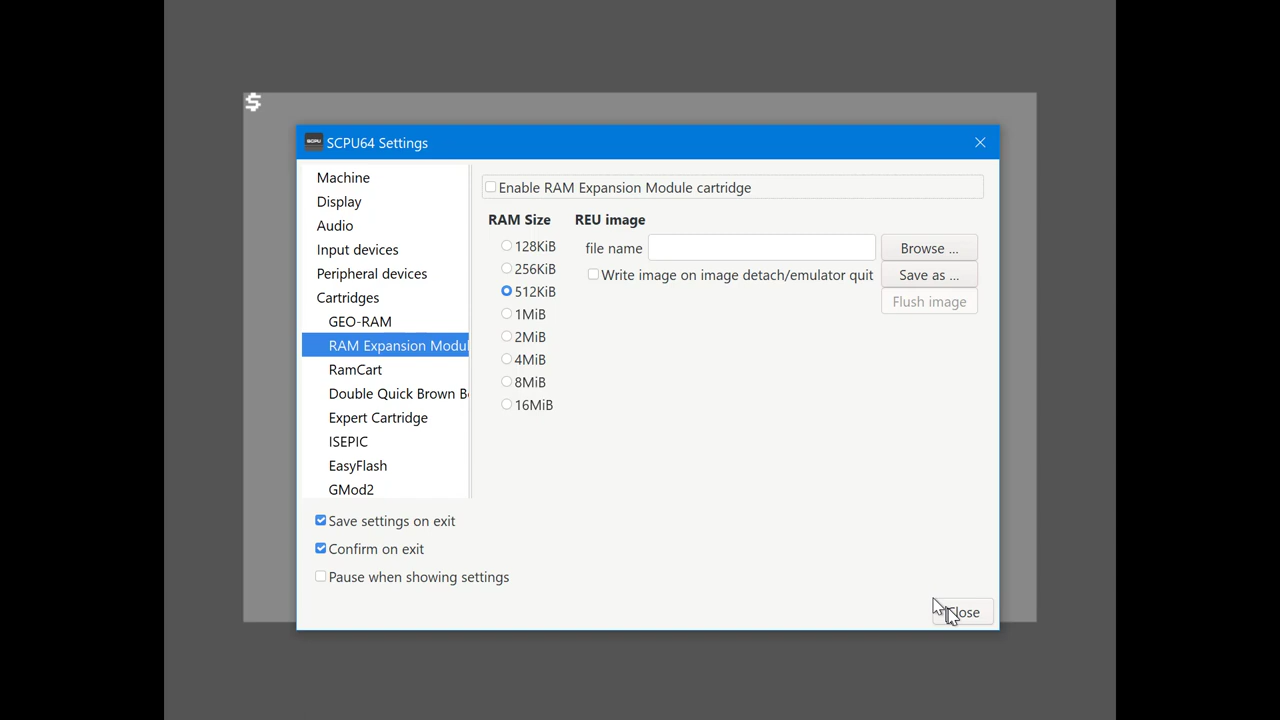 $
SCPU64 Settings
Machine
Display
Audio
Input devices
Peripheral devices
Cartridges
GEO-RAM
RAM Expansion Modul
RamCart
Double Quick Brown B
Expert Cartridge
ISEPIC
EasyFlash
GMod2
Enable RAM Expansion Module cartridge
RAM Size
128KiB
256KiB
512KiB
1MiB
2MiB
4MiB
8MiB
16MiB
REU image
file name
Browse ...
Write image on image detach/emulator quit
Save as ...
Flush image
Save settings on exit
Confirm on exit
Pause when showing settings